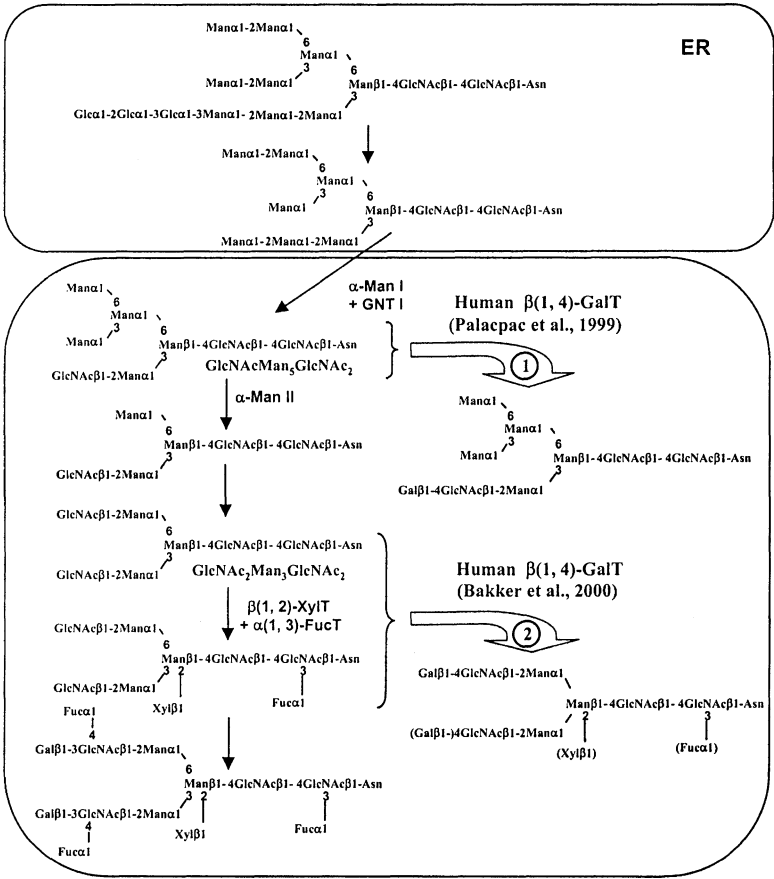 ER
Manα1-2Manα1
6
Manα1
3
6
Manα1-2Manα1
Manβ1- 4GlcNAcβ1- 4GlcNAcβ1-Asn
3
Glcα1-2Glcα1-3Glcα1-3Manα1- 2Manα1-2Manα1
Manα1-2Manα1
6
Manα1
3
6
Manα1
Manβ1- 4GlcNAcβ1- 4GlcNAcβ1-Asn
3
Manα1-2Manα1-2Manα1
α-Man I
+ GNT I
Manα1
6
Manα1
3
6
Manα1
Manβ1- 4GlcNAcβ1- 4GlcNAcβ1-Asn
3
GlcNAcβ1-2Manα1
GlcNAcMan5GlcNAc2
Human β(1, 4)-GalT
(Palacpac et al., 1999)
1
α-Man II
Manα1
6
Manβ1- 4GlcNAcβ1- 4GlcNAcβ1-Asn
3
GlcNAcβ1-2Manα1
Manα1
6
Manα1
3
6
Manα1
Manβ1- 4GlcNAcβ1- 4GlcNAcβ1-Asn
3
Galβ1-4GlcNAcβ1-2Manα1
GlcNAcβ1-2Manα1
6
Manβ1- 4GlcNAcβ1- 4GlcNAcβ1-Asn
3
GlcNAcβ1-2Manα1
GlcNAc2Man3GlcNAc2
β(1, 2)-XylT
+ α(1, 3)-FucT
Human β(1, 4)-GalT
(Bakker et al., 2000)
2
GlcNAcβ1-2Manα1
6
Manβ1- 4GlcNAcβ1- 4GlcNAcβ1-Asn
3 2 3
GlcNAcβ1-2Manα1
Xylβ1
Fucα1
Galβ1-4GlcNAcβ1-2Manα1
Manβ1- 4GlcNAcβ1- 4GlcNAcβ1-Asn
2 3
(Galβ1-)4GlcNAcβ1-2Manα1
(Xylβ1)
(Fucα1)
Fucα1
4
Galβ1-3GlcNAcβ1-2Manα1
6
Manβ1- 4GlcNAcβ1- 4GlcNAcβ1-Asn
3 2 3
Galβ1-3GlcNAcβ1-2Manα1
4
Xylβ1
Fucα1
Fucα1